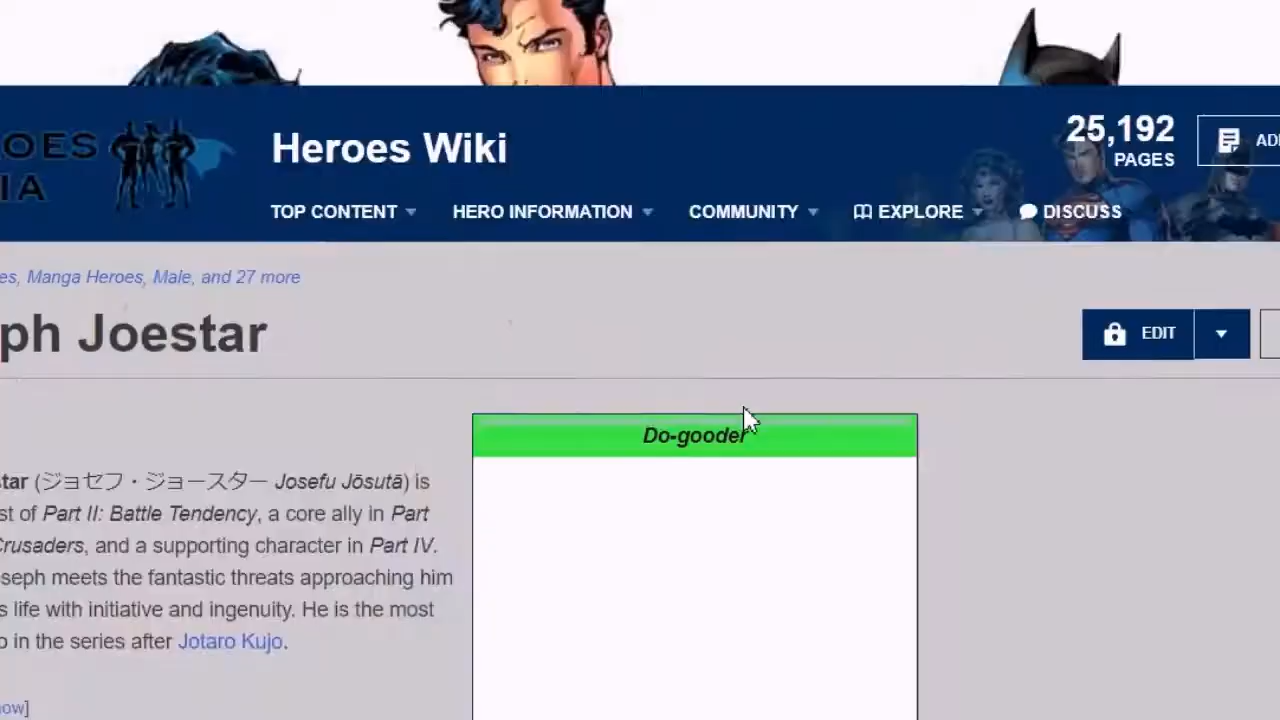 OES
IA
Heroes Wiki
25,192
PAGES
AD
TOP CONTENT
HERO INFORMATION
COMMUNITY
EXPLORE
DISCUSS
es, Manga Heroes, Male, and 27 more
ph Joestar
EDIT
Do-gooder
tar (ジョセフ・ジョースター Josefu Jōsutā) is
st of Part II: Battle Tendency, a core ally in Part
Crusaders, and a supporting character in Part IV.
seph meets the fantastic threats approaching him
s life with initiative and ingenuity. He is the most
o in the series after Jotaro Kujo.
ow]